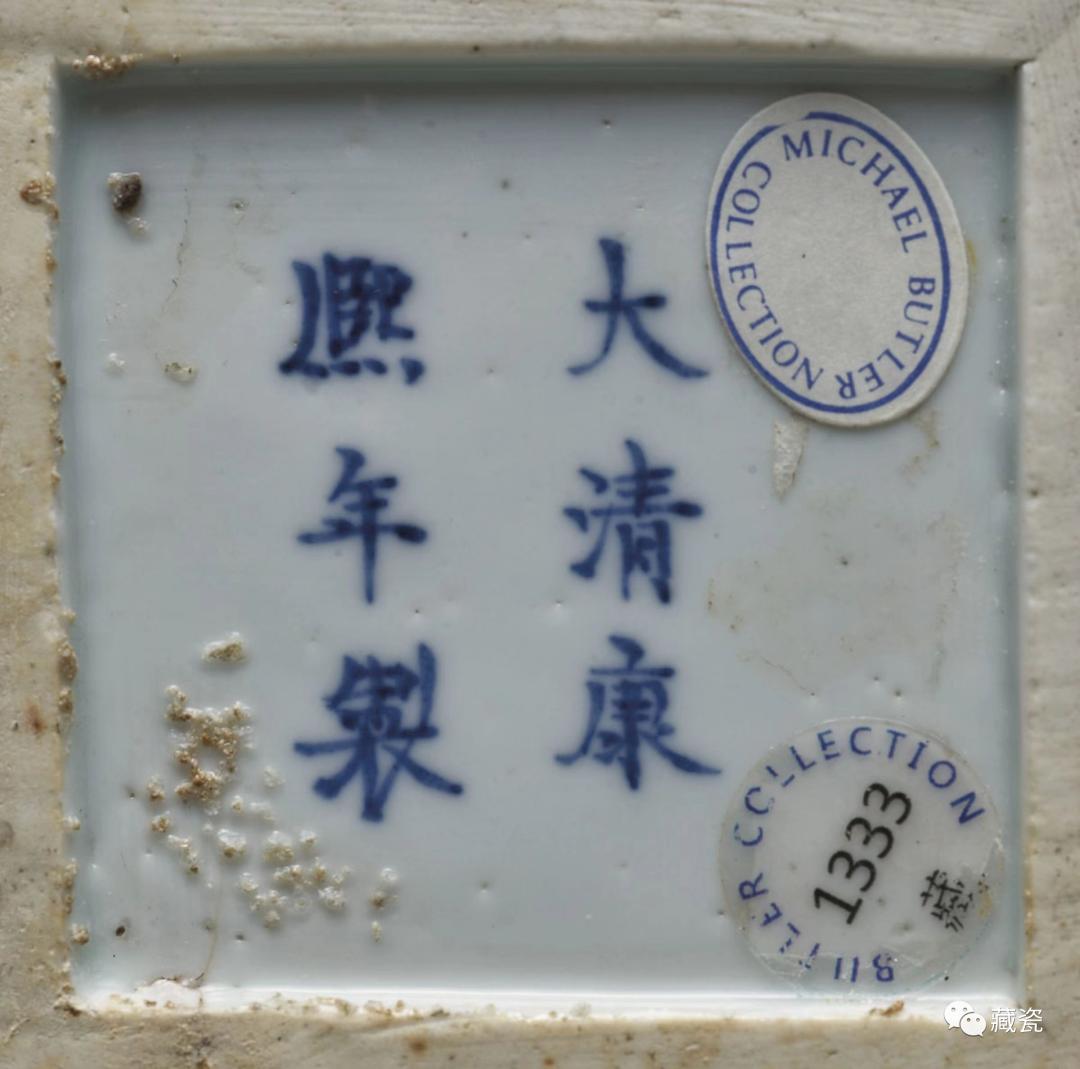 大清康
熙年製
MICHAEL BUTLER COLLECTION
BUTLER COLLECTION
1333
藏瓷